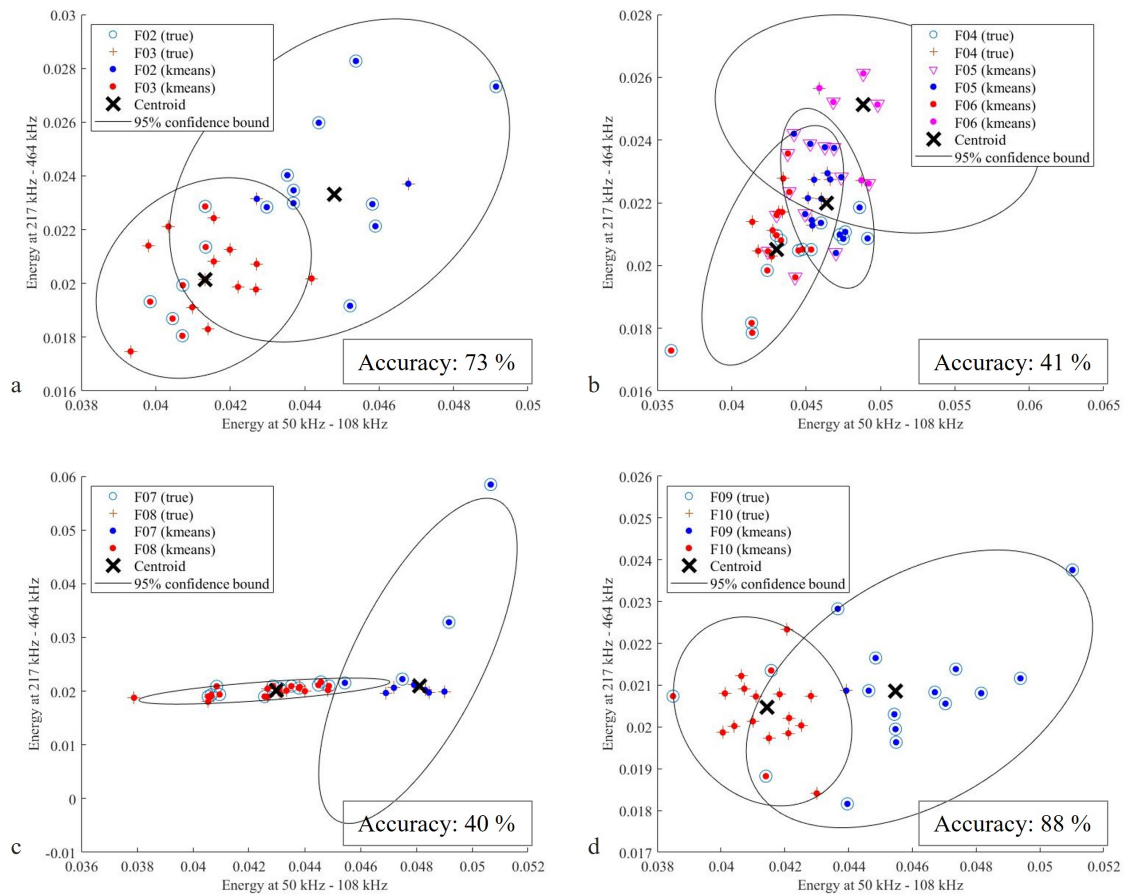 0.03
0.028
0.026
0.024
0.022
0.02
0.018
0.016
Energy at 217 kHz - 464 kHz
F02 (true)
F03 (true)
F02 (kmeans)
F03 (kmeans)
Centroid
95% confidence bound
Accuracy: 73 %
a
0.038
0.04
0.042
0.044
0.046
0.048
0.05
Energy at 50 kHz - 108 kHz
0.028
0.026
0.024
0.022
0.02
0.018
0.016
Energy at 217 kHz - 464 kHz
F04 (true)
F04 (true)
F05 (kmeans)
F05 (kmeans)
F06 (kmeans)
F06 (kmeans)
Centroid
95% confidence bound
Accuracy: 41 %
b
0.035
0.04
0.045
0.05
0.055
0.06
0.065
Energy at 50 kHz - 108 kHz
0.06
0.05
0.04
0.03
0.02
0.01
0
-0.01
Energy at 217 kHz - 464 kHz
F07 (true)
F08 (true)
F07 (kmeans)
F08 (kmeans)
Centroid
95% confidence bound
Accuracy: 40 %
c
0.036
0.038
0.04
0.042
0.044
0.046
0.048
0.05
0.052
Energy at 50 kHz - 108 kHz
0.026
0.025
0.024
0.023
0.022
0.021
0.02
0.019
0.018
0.017
Energy at 217 kHz - 464 kHz
F09 (true)
F10 (true)
F09 (kmeans)
F10 (kmeans)
Centroid
95% confidence bound
Accuracy: 88 %
d
0.038
0.04
0.042
0.044
0.046
0.048
0.05
0.052
Energy at 50 kHz - 108 kHz